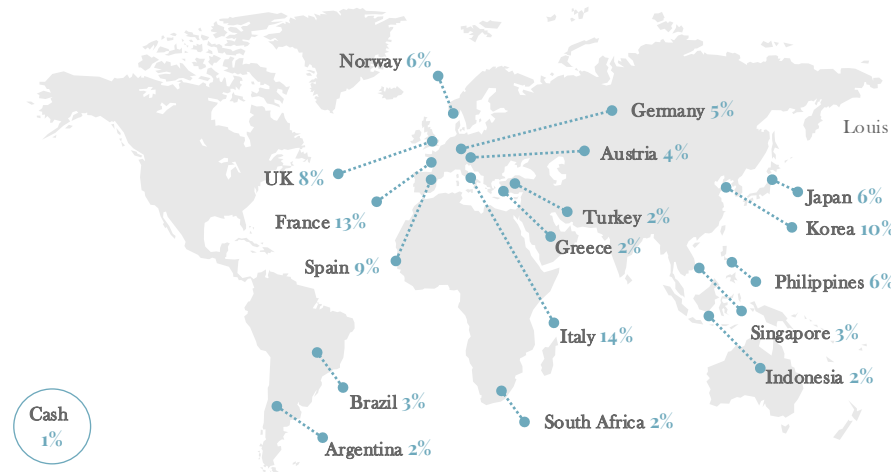 Norway 6%
Germany 5%
Louis
Austria 4%
UK 8%
Japan 6%
France 13%
Turkey 2%
Korea 10%
Greece 2%
Spain 9%
Philippines 6%
Singapore 3%
Italy 14%
Indonesia 2%
Brazil 3%
Cash
1%
South Africa 2%
Argentina 2%